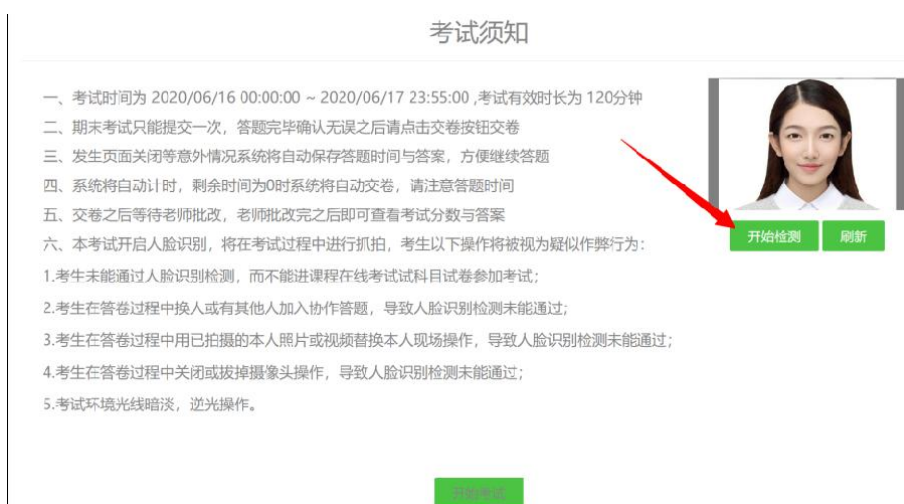 考试须知
一、考试时间为 2020/06/16 00:00:00 ~ 2020/06/17 23:55:00 ,考试有效时长为 120分钟
二、期末考试只能提交一次，答题完毕确认无误之后请点击交卷按钮交卷
三、发生页面关闭等意外情况系统将自动保存答题时间与答案，方便继续答题
四、系统将自动计时，剩余时间为0时系统将自动交卷，请注意答题时间
五、交卷之后等待老师批改，老师批改完之后即可查看考试分数与答案
六、本考试开启人脸识别，将在考试过程中进行抓拍，考生以下操作将被视为疑似作弊行为：
1.考生未能通过人脸识别检测，而不能进课程在线考试试科目试卷参加考试；
2.考生在答卷过程中换人或有其他人加入协作答题，导致人脸识别检测未能通过；
3.考生在答卷过程中用已拍摄的本人照片或视频替换本人现场操作，导致人脸识别检测未能通过；
4.考生在答卷过程中关闭或拔掉摄像头操作，导致人脸识别检测未能通过；
5.考试环境光线暗淡，逆光操作。
开始检测 刷新
开始考试